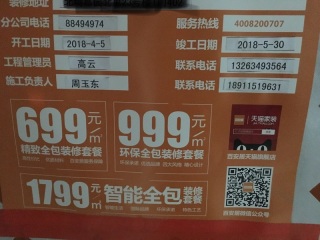 装修地址
分公司电话 88494974 服务热线 4008200707
开工日期 2018-4-5 竣工日期 2018-5-30
工程管理员 高云 联系电话 13263493564
施工负责人 周玉东 联系电话 18911519631
699元/㎡ 999元/㎡
精致全包装修套餐 环保全包装修套餐
1799元/㎡ 智能全包装修套餐
天猫家装